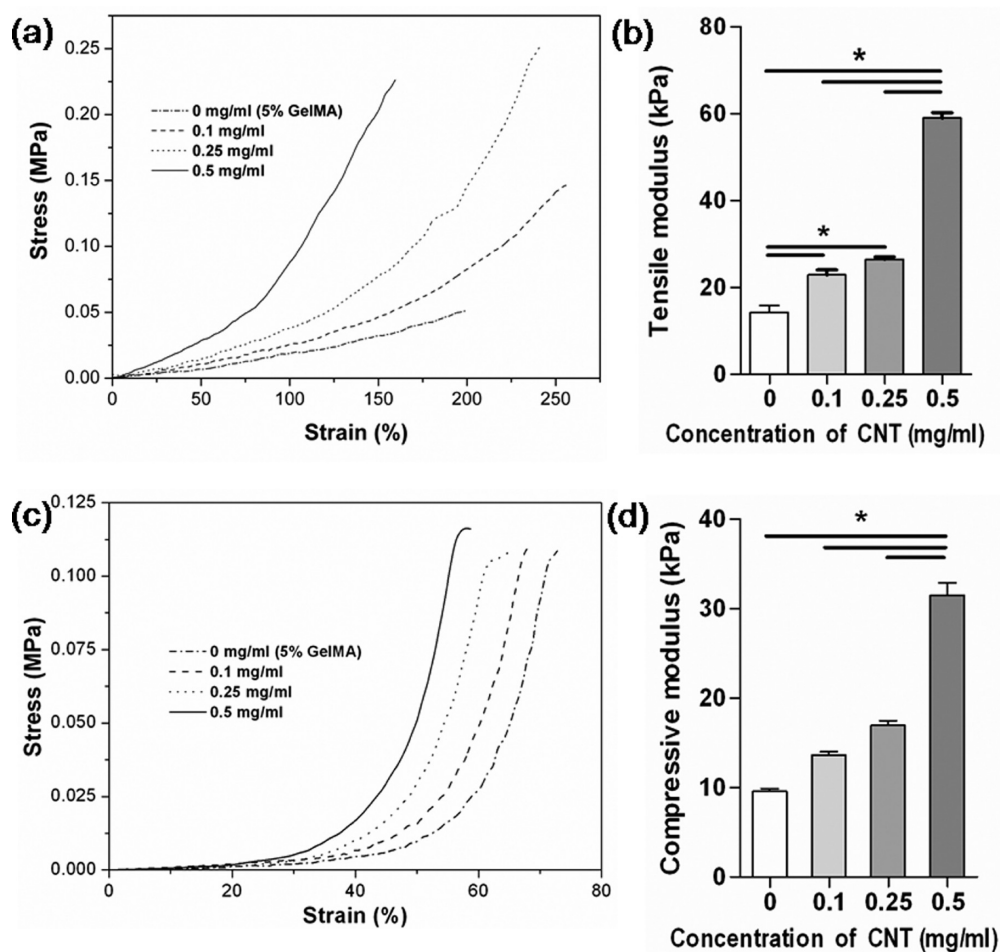 (a)
0.25
0.20
0.15
0.10
0.05
0.00
Stress (MPa)
0 mg/ml (5% GelMA)
0.1 mg/ml
0.25 mg/ml
0.5 mg/ml
0 50 100 150 200 250
Strain (%)
(b)
80
60
40
20
0
Tensile modulus (kPa)
*
*
0 0.1 0.25 0.5
Concentration of CNT (mg/ml)
(c)
0.125
0.100
0.075
0.050
0.025
0.000
Stress (MPa)
0 mg/ml (5% GelMA)
0.1 mg/ml
0.25 mg/ml
0.5 mg/ml
0 20 40 60 80
Strain (%)
(d)
40
30
20
10
0
Compressive modulus (kPa)
*
0 0.1 0.25 0.5
Concentration of CNT (mg/ml)